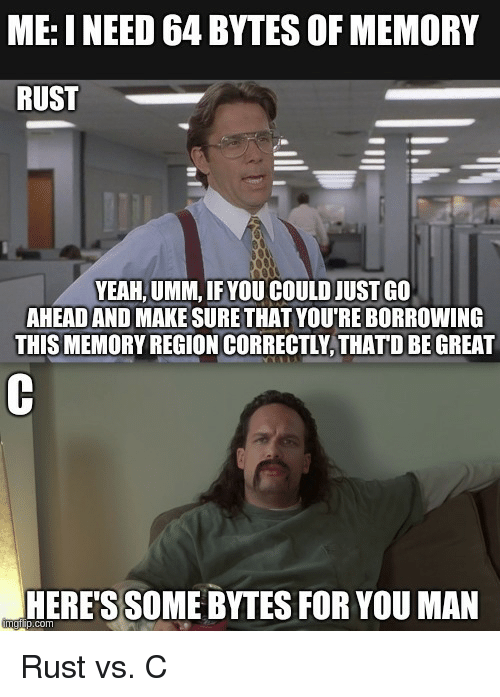 ME: I NEED 64 BYTES OF MEMORY
RUST
YEAH, UMM, IF YOU COULD JUST GO
AHEAD AND MAKE SURE THAT YOU'RE BORROWING
THIS MEMORY REGION CORRECTLY, THAT'D BE GREAT
C
HERE'S SOME BYTES FOR YOU MAN
imgflip.com
Rust vs. C